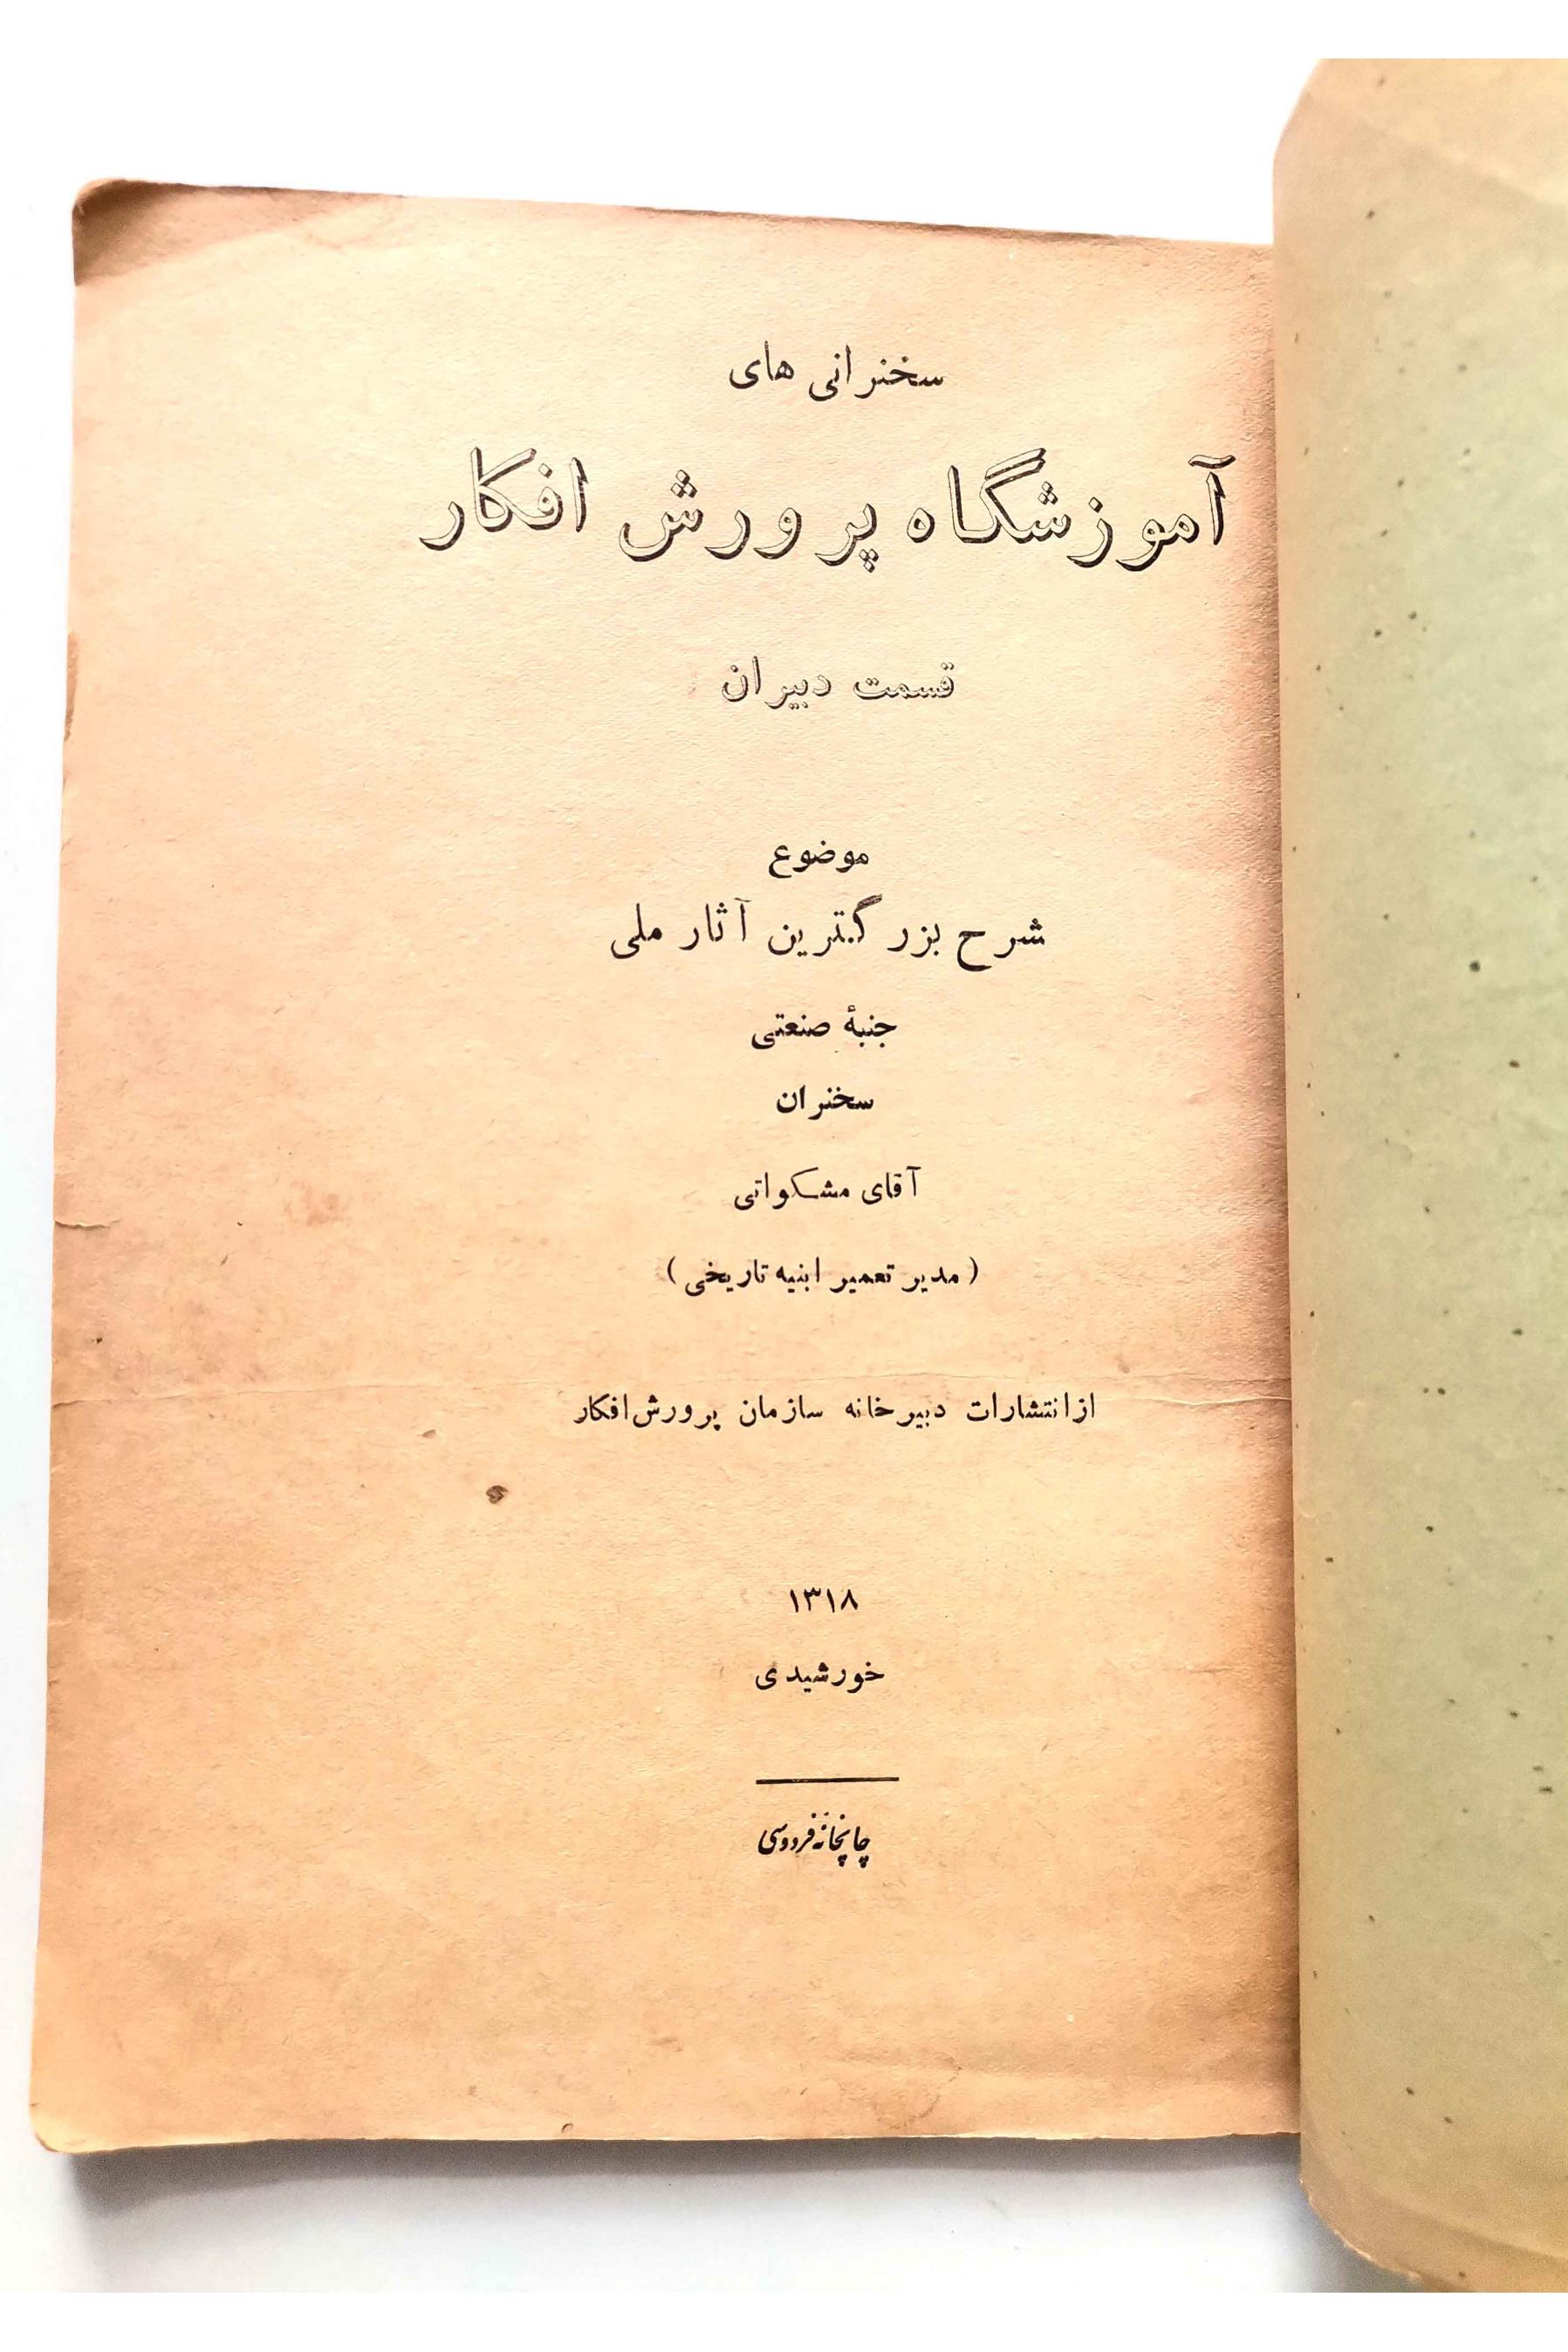 سخنرانی های
آموزشگاه پرورش افکار
قسمت دبیران
موضوع
شرح بزرگترین آثار ملی
جنبهٔ صنعتی
سخنران
آقای مشکواتی
(مدیر تعمیر ابنیه تاریخی)
از انتشارات دبیرخانه سازمان پرورش افکار
۱۳۱۸
خورشیدی
چاپخانهٔ فردوسی